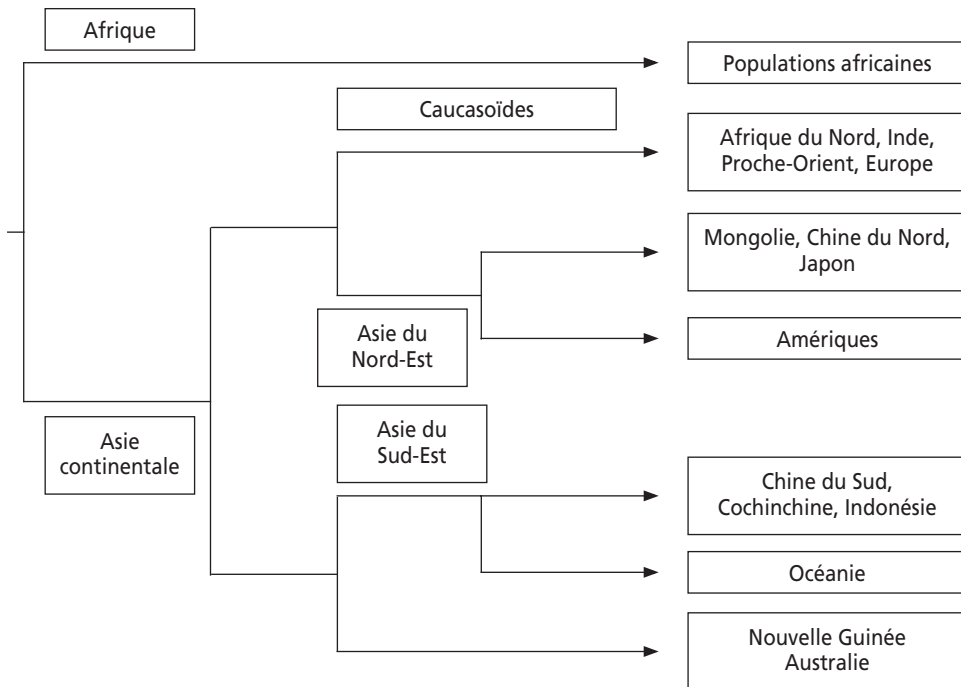 Afrique
Populations africaines
Caucasoïdes
Afrique du Nord, Inde,
Proche-Orient, Europe
Mongolie, Chine du Nord,
Japon
Asie du
Nord-Est
Amériques
Asie
continentale
Asie du
Sud-Est
Chine du Sud,
Cochinchine, Indonésie
Océanie
Nouvelle Guinée
Australie